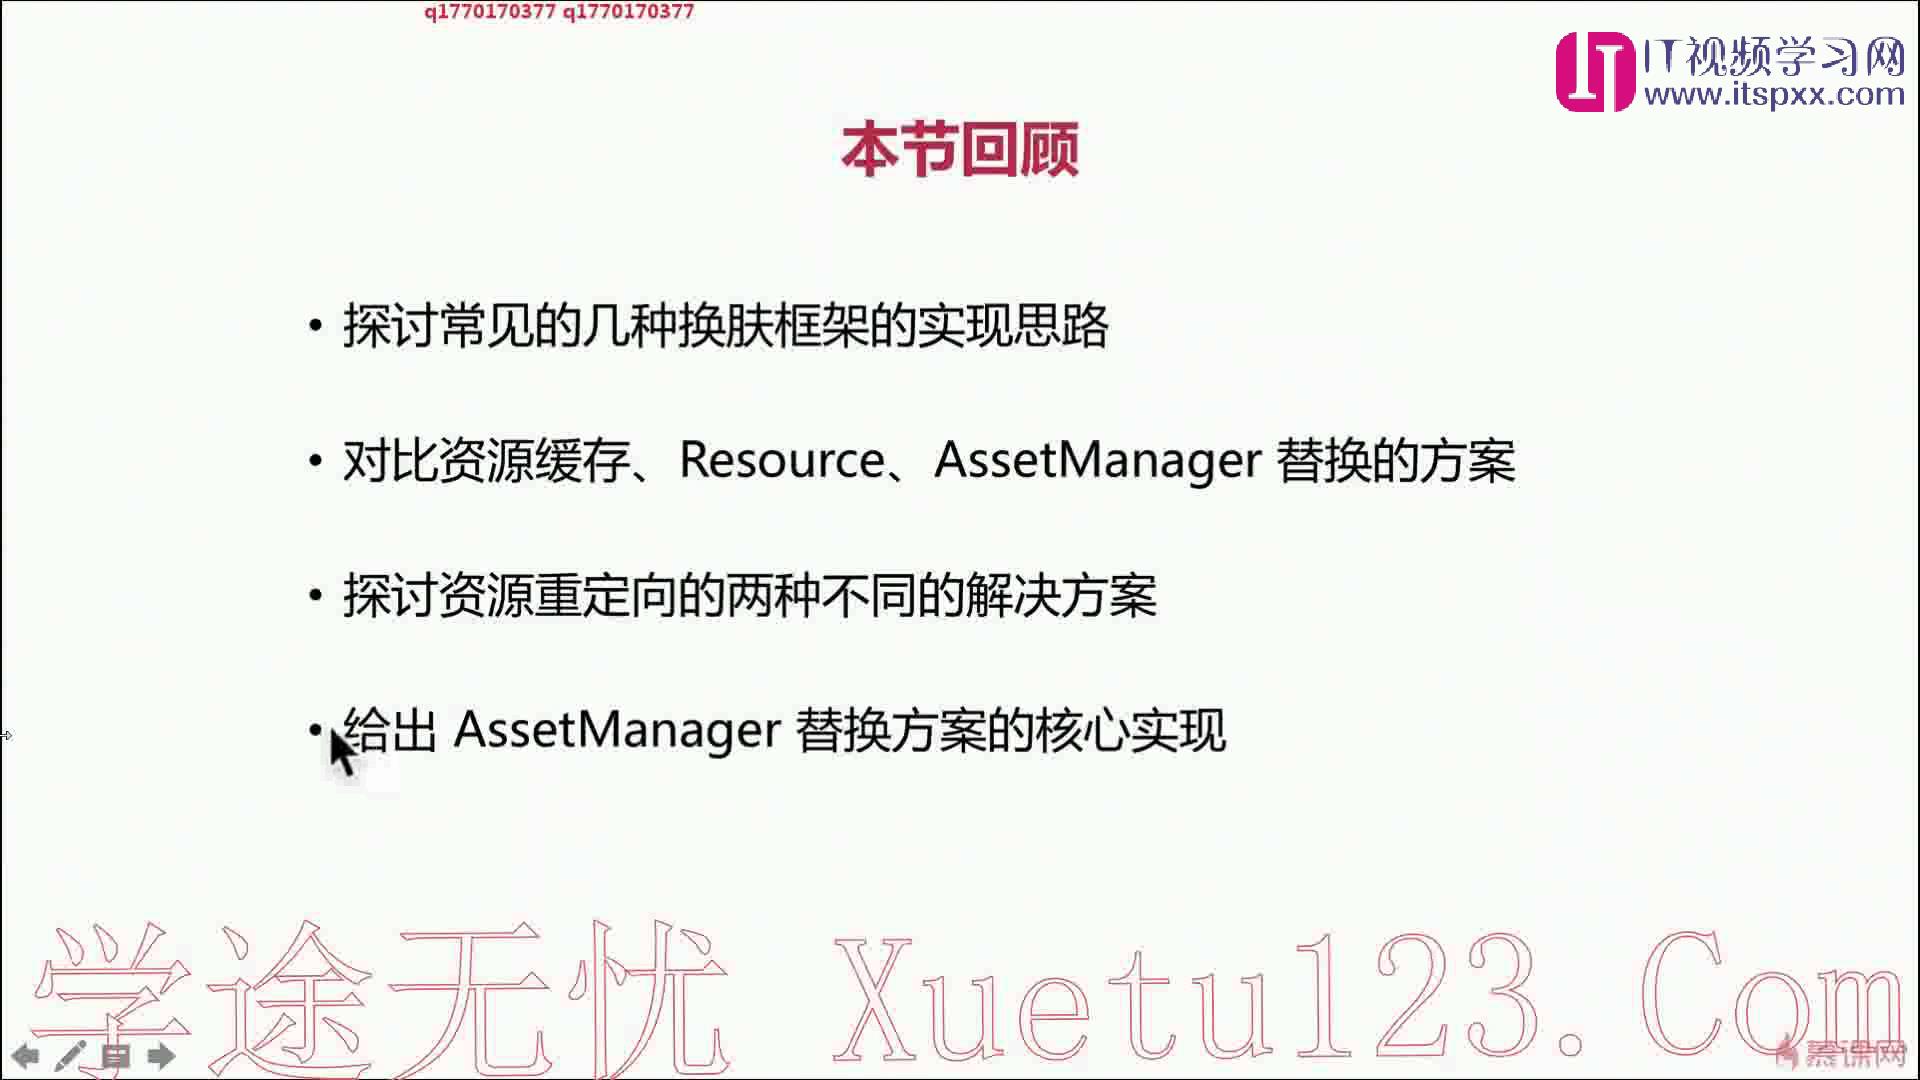 q1770170377 q1770170377
IT视频学习网
www.itspxx.com
本节回顾
• 探讨常见的几种换肤框架的实现思路
• 对比资源缓存、Resource、AssetManager 替换的方案
• 探讨资源重定向的两种不同的解决方案
• 给出 AssetManager 替换方案的核心实现
学途无忧 Xuetu123.Com
慕课网